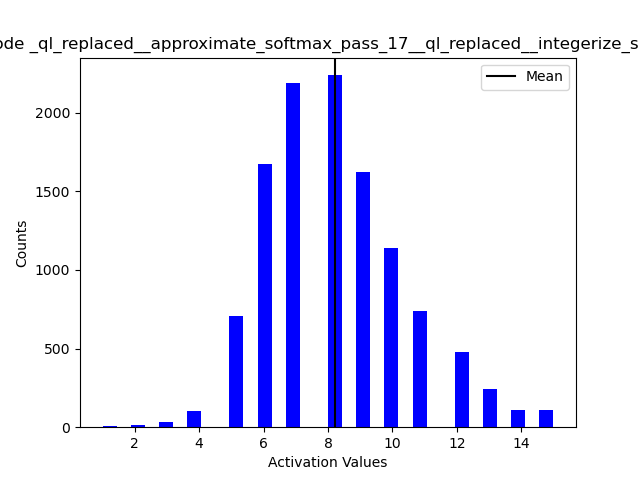 ode _ql_replaced__approximate_softmax_pass_17__ql_replaced__integerize_s
Mean
2000
1500
1000
500
0
Counts
2 4 6 8 10 12 14
Activation Values